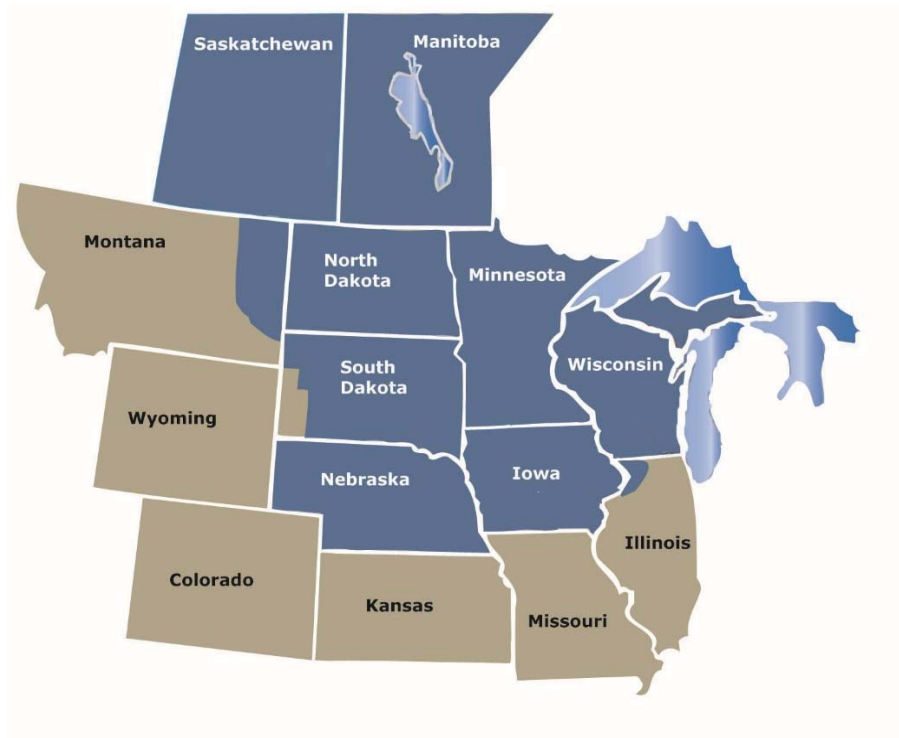 Saskatchewan
Manitoba
Montana
North
Dakota
Minnesota
South
Dakota
Wisconsin
Wyoming
Nebraska
Iowa
Illinois
Colorado
Kansas
Missouri